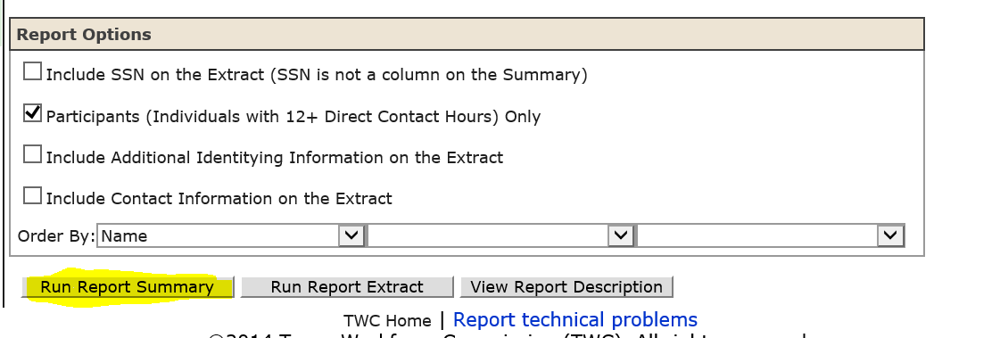 Report Options
Include SSN on the Extract (SSN is not a column on the Summary)
Participants (Individuals with 12+ Direct Contact Hours) Only
Include Additional Identitying Information on the Extract
Include Contact Information on the Extract
Order By: Name
Run Report Summary Run Report Extract View Report Description
TWC Home | Report technical problems
©2014 Texas Workforce Commission (TWC) All rights reserved